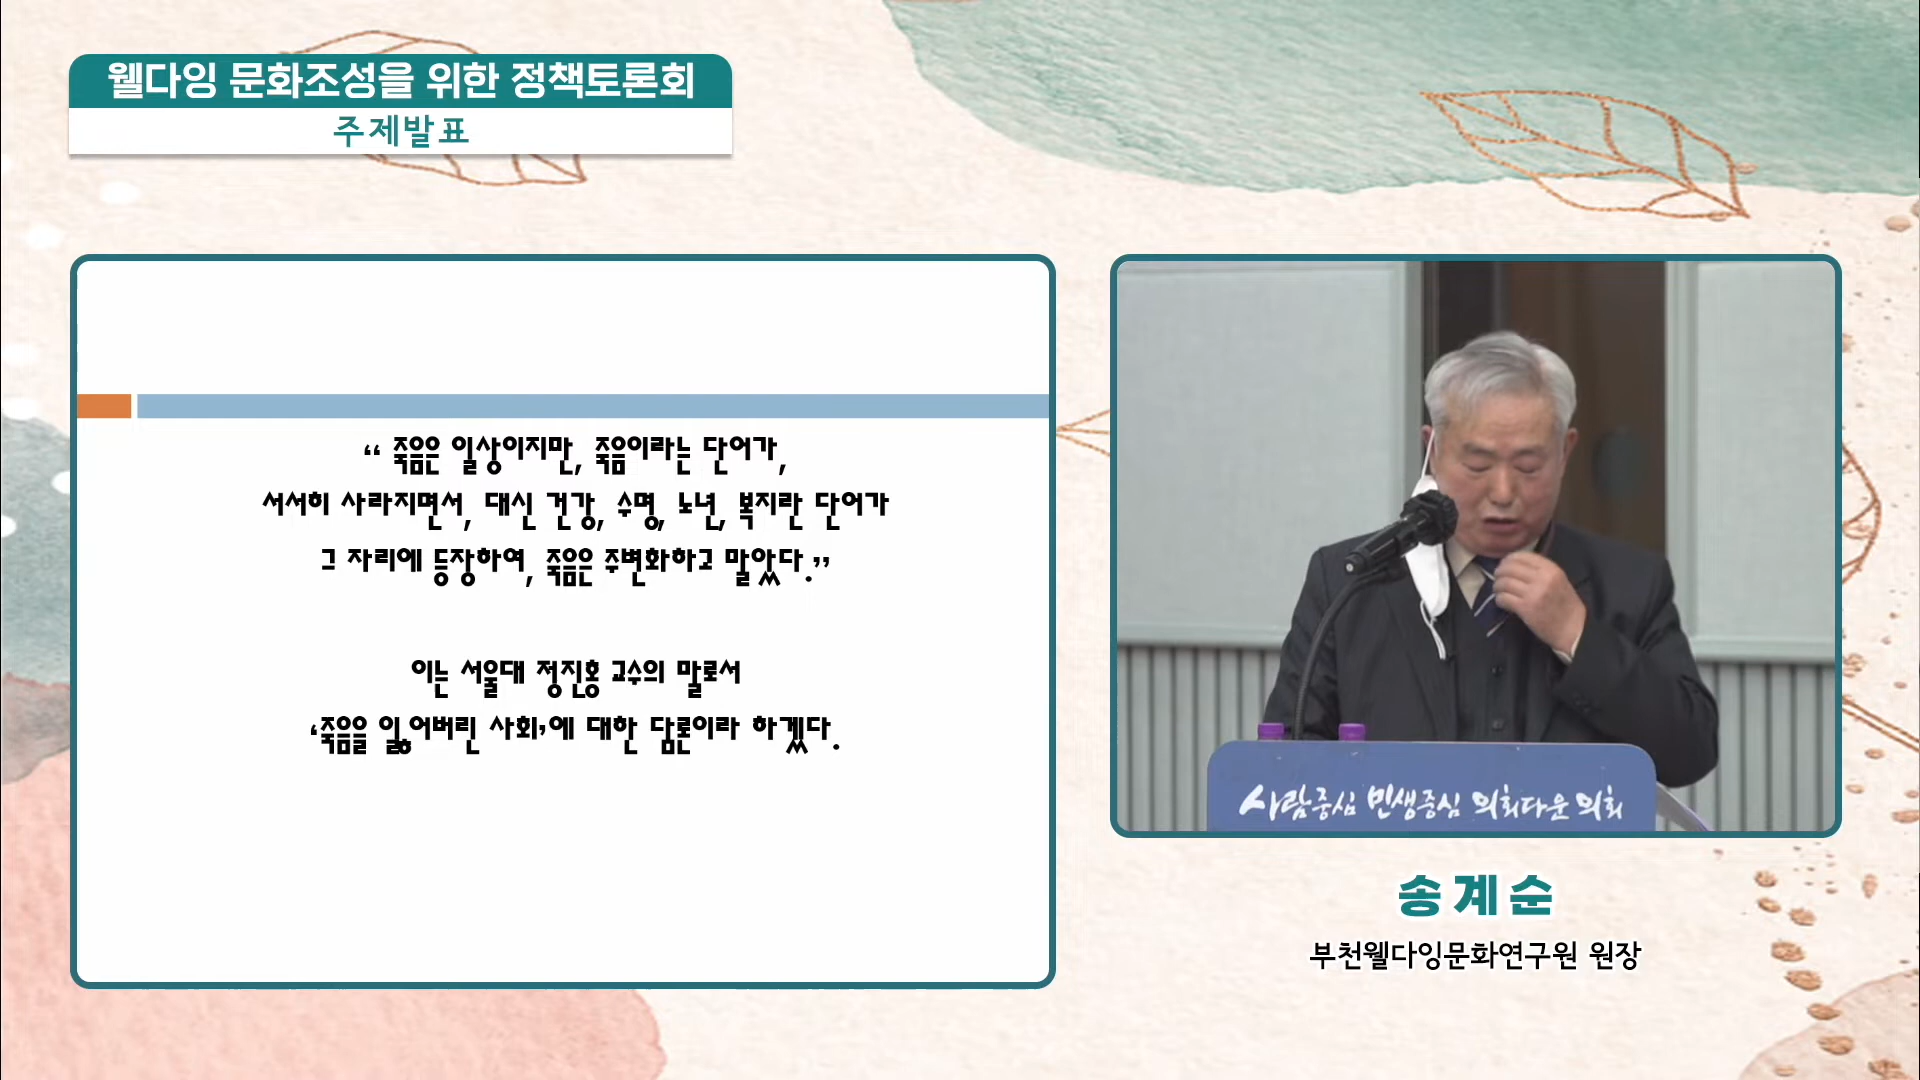 웰다잉 문화조성을 위한 정책토론회
주제발표
“ 죽음은 일상이지만, 죽음이라는 단어가,
서서히 사라지면서, 대신 건강, 수명, 노년, 복지란 단어가
그 자리에 등장하여, 죽음은 주변화하고 말았다.”
이는 서울대 정진홍 교수의 말로서
‘죽음을 잃어버린 사회’에 대한 담론이라 하겠다.
사람중심 민생중심 의회다운 의회
송계순
부천웰다잉문화연구원 원장